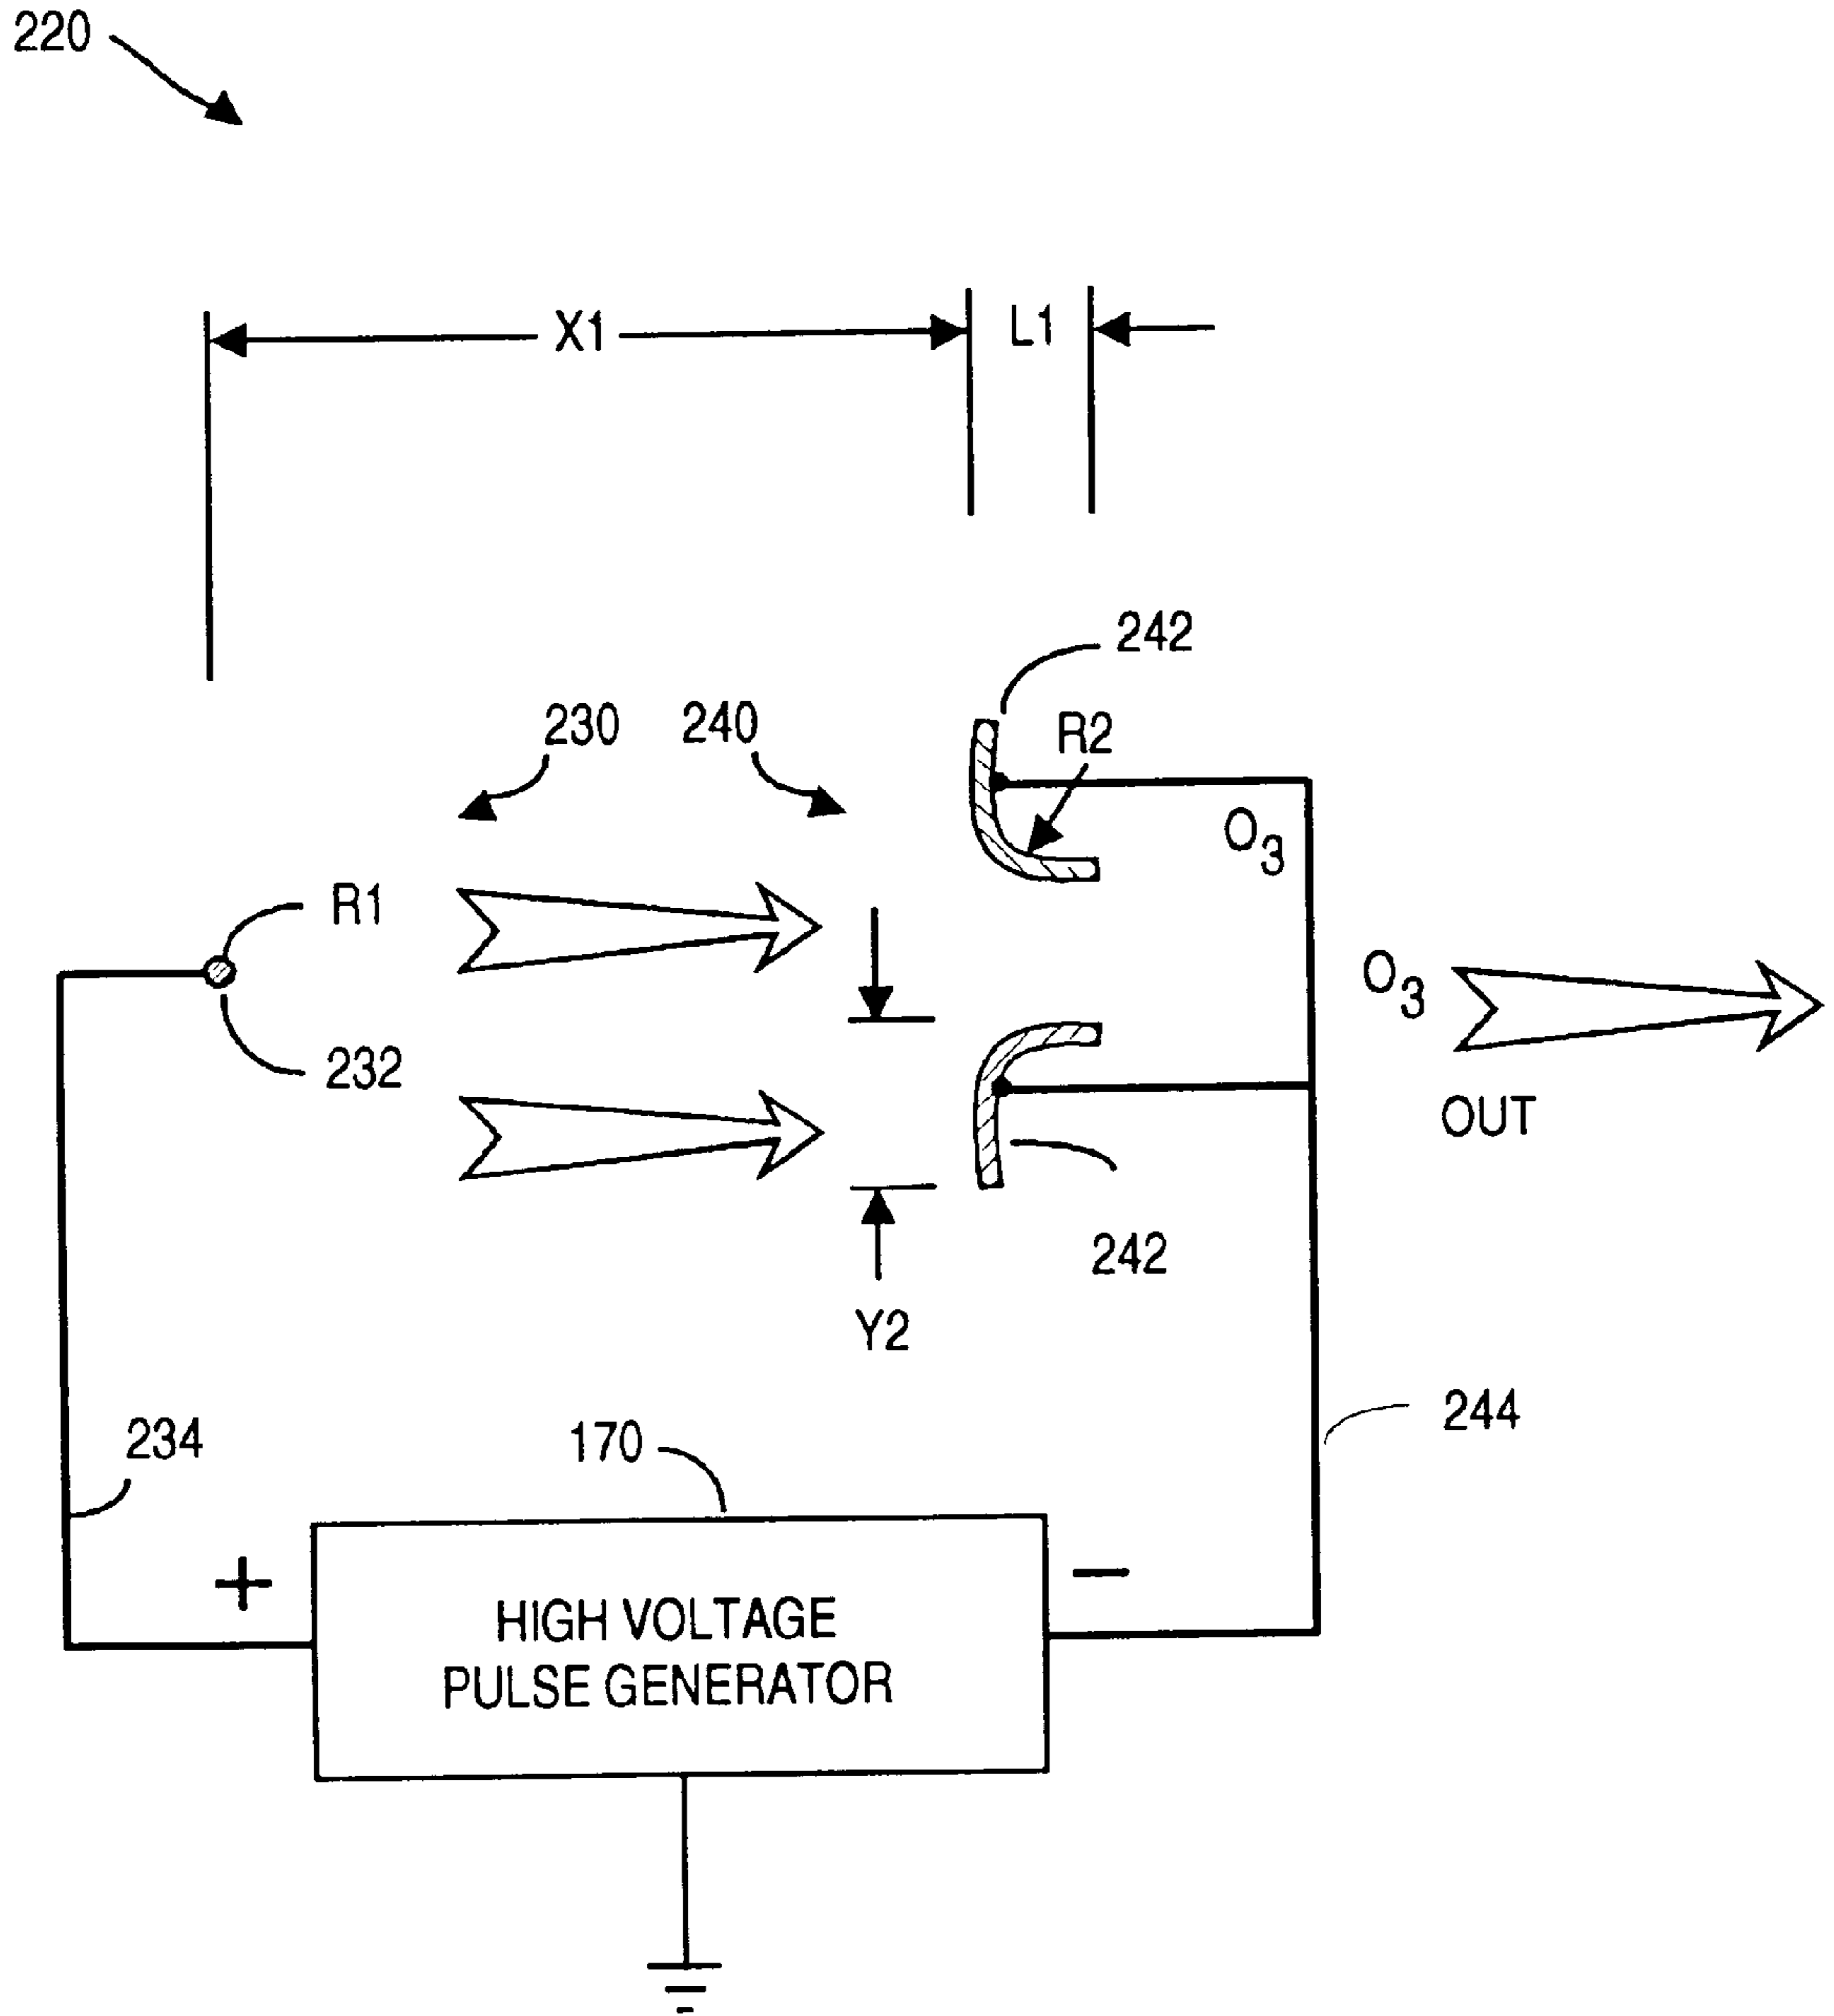 220
X1
L1
242
230
240
R2
O3
R1
O3
232
OUT
242
Y2
234
170
244
+
−
HIGH VOLTAGE
PULSE GENERATOR